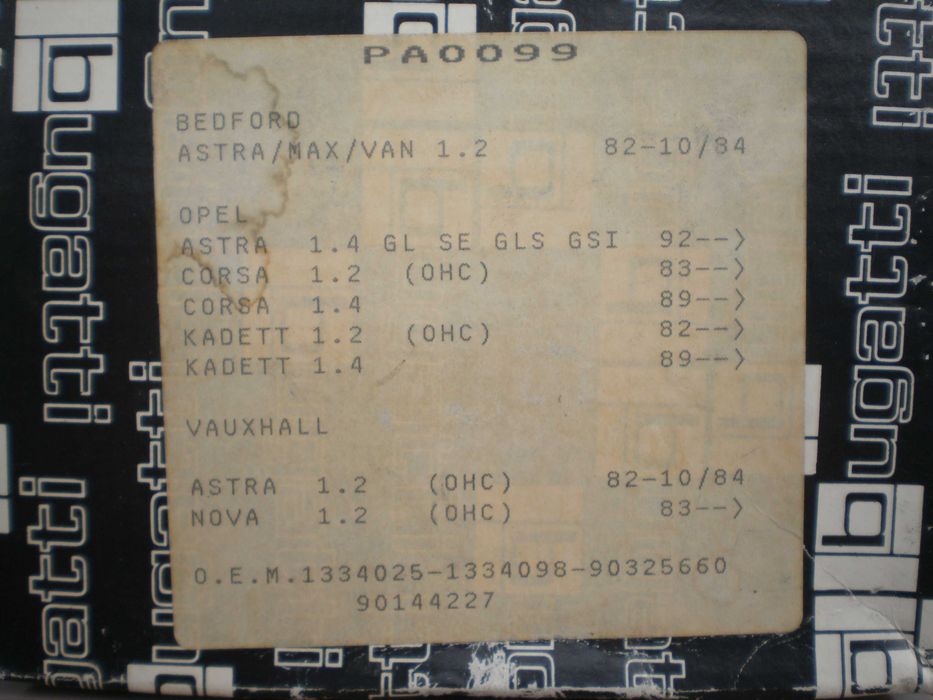 PA0099
BEDFORD
ASTRA/MAX/VAN 1.2 82-10/84
OPEL
ASTRA 1.4 GL SE GLS GSI 92-->
CORSA 1.2 (OHC) 83-->
CORSA 1.4 89-->
KADETT 1.2 (OHC) 82-->
KADETT 1.4 89-->
VAUXHALL
ASTRA 1.2 (OHC) 82-10/84
NOVA 1.2 (OHC) 83-->
O.E.M.1334025-1334098-90325660
90144227
bugatti
bugatti